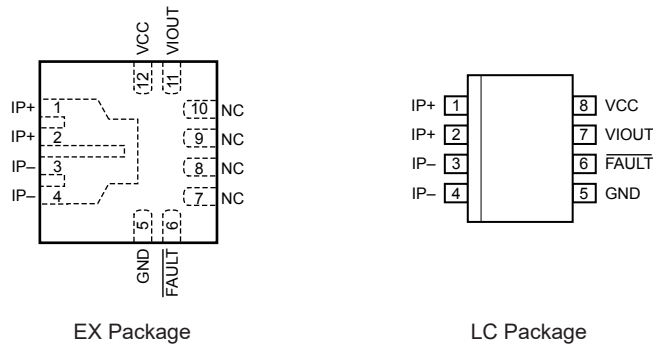 VCC
VIOUT
12
11
IP+ 1
10 NC
IP+ 2
9 NC
IP– 3
8 NC
IP– 4
7 NC
5
6
GND
FAULT
EX Package
IP+ 1
8 VCC
IP+ 2
7 VIOUT
IP– 3
6 FAULT
IP– 4
5 GND
LC Package